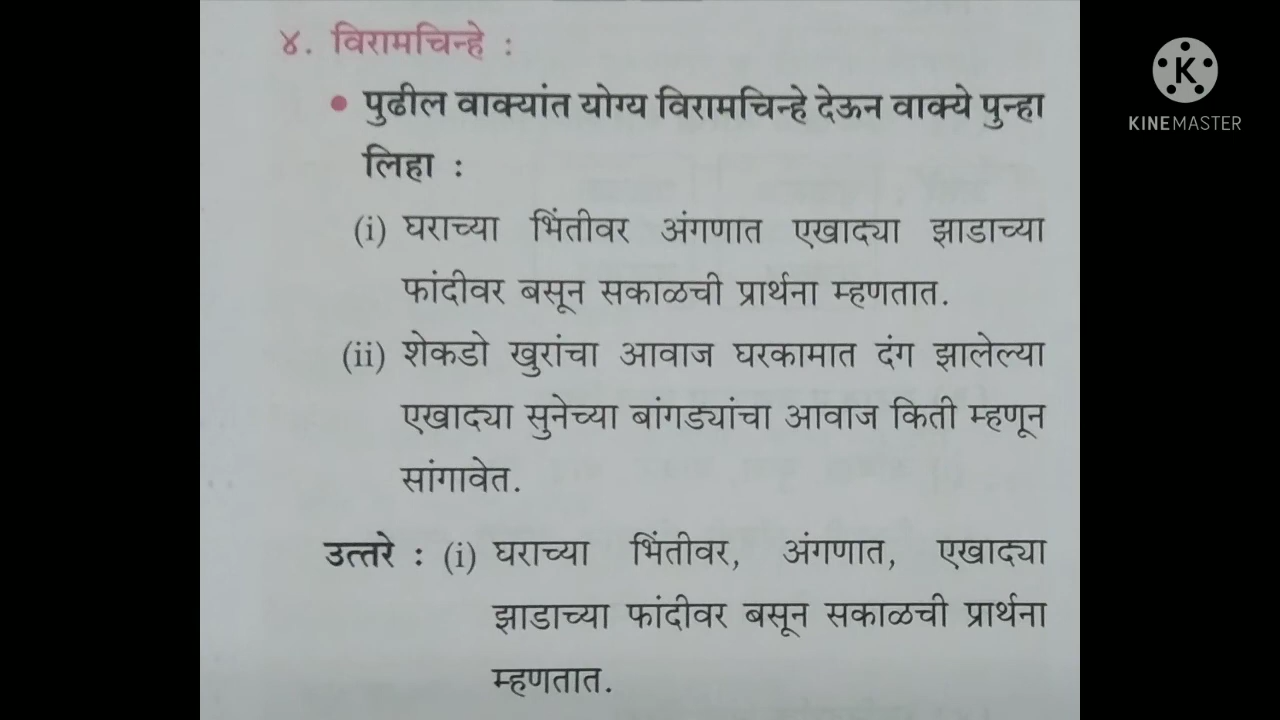 ४. विरामचिन्हे :
K
KINEMASTER
• पुढील वाक्यांत योग्य विरामचिन्हे देऊन वाक्ये पुन्हा
लिहा :
(i) घराच्या भिंतीवर अंगणात एखाद्या झाडाच्या
फांदीवर बसून सकाळची प्रार्थना म्हणतात.
(ii) शेकडो खुरांचा आवाज घरकामात दंग झालेल्या
एखाद्या सुनेच्या बांगड्यांचा आवाज किती म्हणून
सांगावेत.
उत्तरे : (i) घराच्या भिंतीवर, अंगणात, एखाद्या
झाडाच्या फांदीवर बसून सकाळची प्रार्थना
म्हणतात.